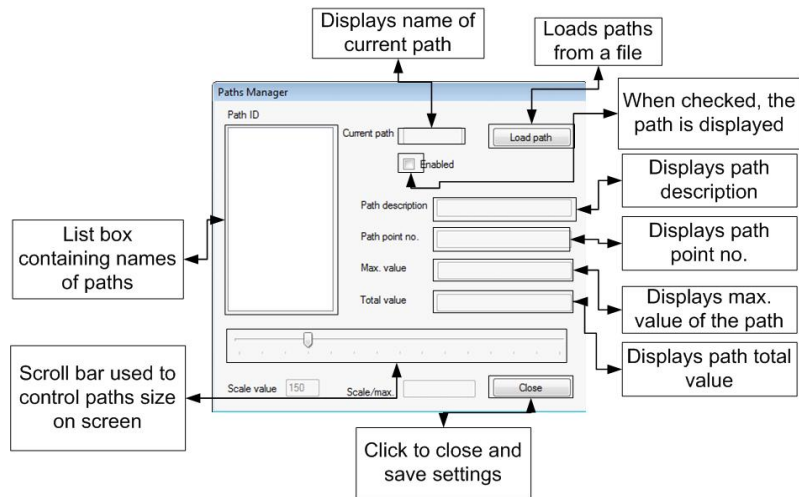 Displays name of
current path
Loads paths
from a file
Paths Manager
Path ID
Current path
Load path
When checked, the
path is displayed
Enabled
Path description
Displays path
description
List box
containing names
of paths
Path point no.
Displays path
point no.
Max. value
Displays max.
value of the path
Total value
Displays path total
value
Scroll bar used to
control paths size
on screen
Scale value
150
Scale/max.
Close
Click to close and
save settings